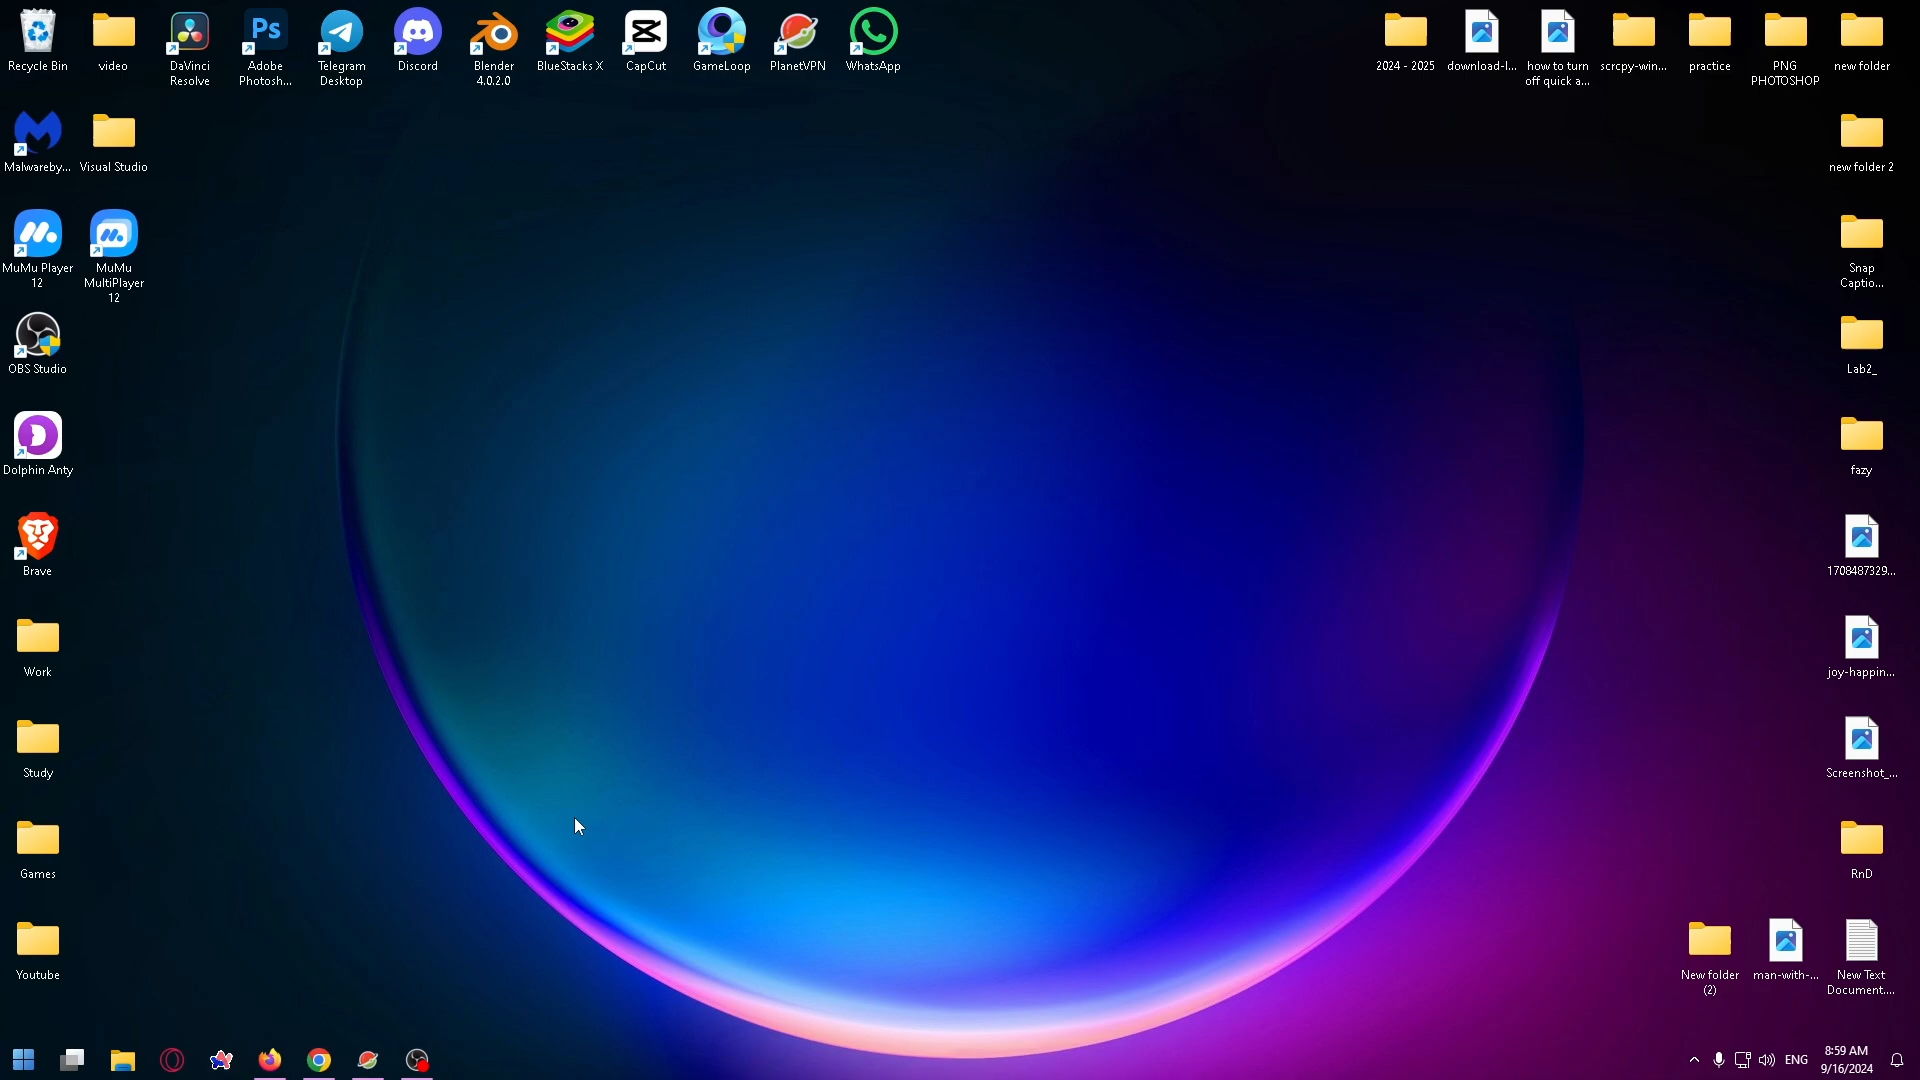 Recycle Bin
video
DaVinci
Resolve
Ps
Adobe
Photosh...
Telegram
Desktop
Discord
Blender
4.0.2.0
BlueStacks X
CapCut
GameLoop
PlanetVPN
WhatsApp
2024 - 2025
download-l...
how to turn
off quick a...
scrcpy-win...
practice
PNG
PHOTOSHOP
new folder
Malwareby...
Visual Studio
new folder 2
MuMu Player
12
MuMu
MultiPlayer
12
Snap
Captio...
OBS Studio
Lab2_
Dolphin Anty
fazy
Brave
1708487329...
Work
joy-happin...
Study
Screenshot_...
Games
RnD
Youtube
New folder
(2)
man-with-...
New Text
Document....
ENG
8:59 AM
9/16/2024